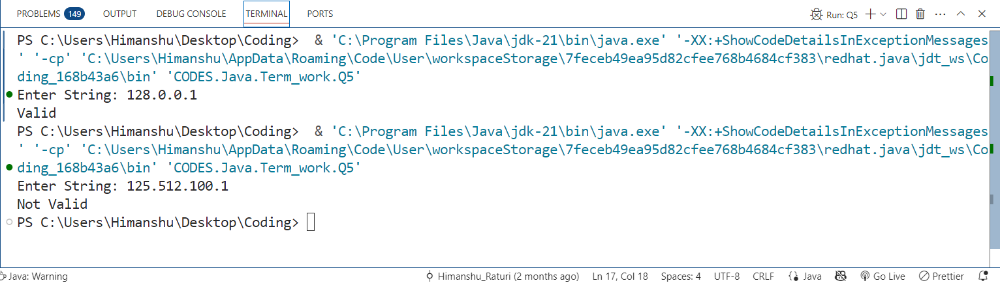 PROBLEMS 149 OUTPUT DEBUG CONSOLE TERMINAL PORTS Run: Q5
PS C:\Users\Himanshu\Desktop\Coding>  & 'C:\Program Files\Java\jdk-21\bin\java.exe' '-XX:+ShowCodeDetailsInExceptionMessages
' '-cp' 'C:\Users\Himanshu\AppData\Roaming\Code\User\workspaceStorage\7feceb49ea95d82cfee768b4684cf383\redhat.java\jdt_ws\Co
ding_168b43a6\bin' 'CODES.Java.Term_work.Q5'
Enter String: 128.0.0.1
Valid
PS C:\Users\Himanshu\Desktop\Coding>  & 'C:\Program Files\Java\jdk-21\bin\java.exe' '-XX:+ShowCodeDetailsInExceptionMessages
' '-cp' 'C:\Users\Himanshu\AppData\Roaming\Code\User\workspaceStorage\7feceb49ea95d82cfee768b4684cf383\redhat.java\jdt_ws\Co
ding_168b43a6\bin' 'CODES.Java.Term_work.Q5'
Enter String: 125.512.100.1
Not Valid
PS C:\Users\Himanshu\Desktop\Coding>
Java: Warning Himanshu_Raturi (2 months ago) Ln 17, Col 18 Spaces: 4 UTF-8 CRLF Java Go Live Prettier